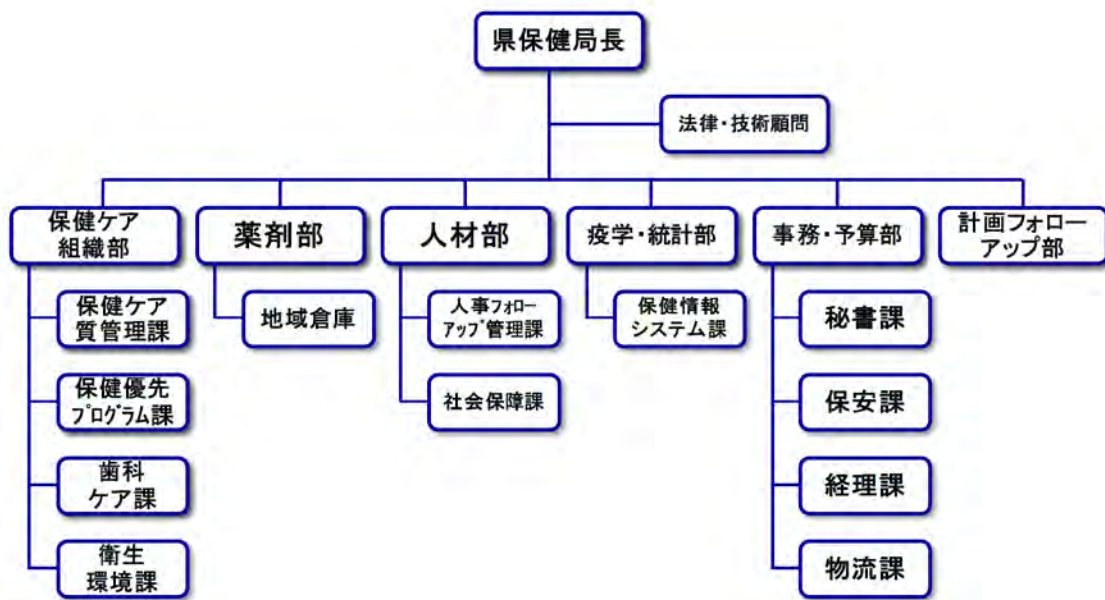 県保健局長
法律・技術顧問
保健ケア
組織部
薬剤部
人材部
疫学・統計部
事務・予算部
計画フォロー
アップ部
保健ケア
質管理課
地域倉庫
人事フォロー
アップ管理課
保健情報
システム課
秘書課
保健優先
プログラム課
社会保障課
保安課
歯科
ケア課
経理課
衛生
環境課
物流課